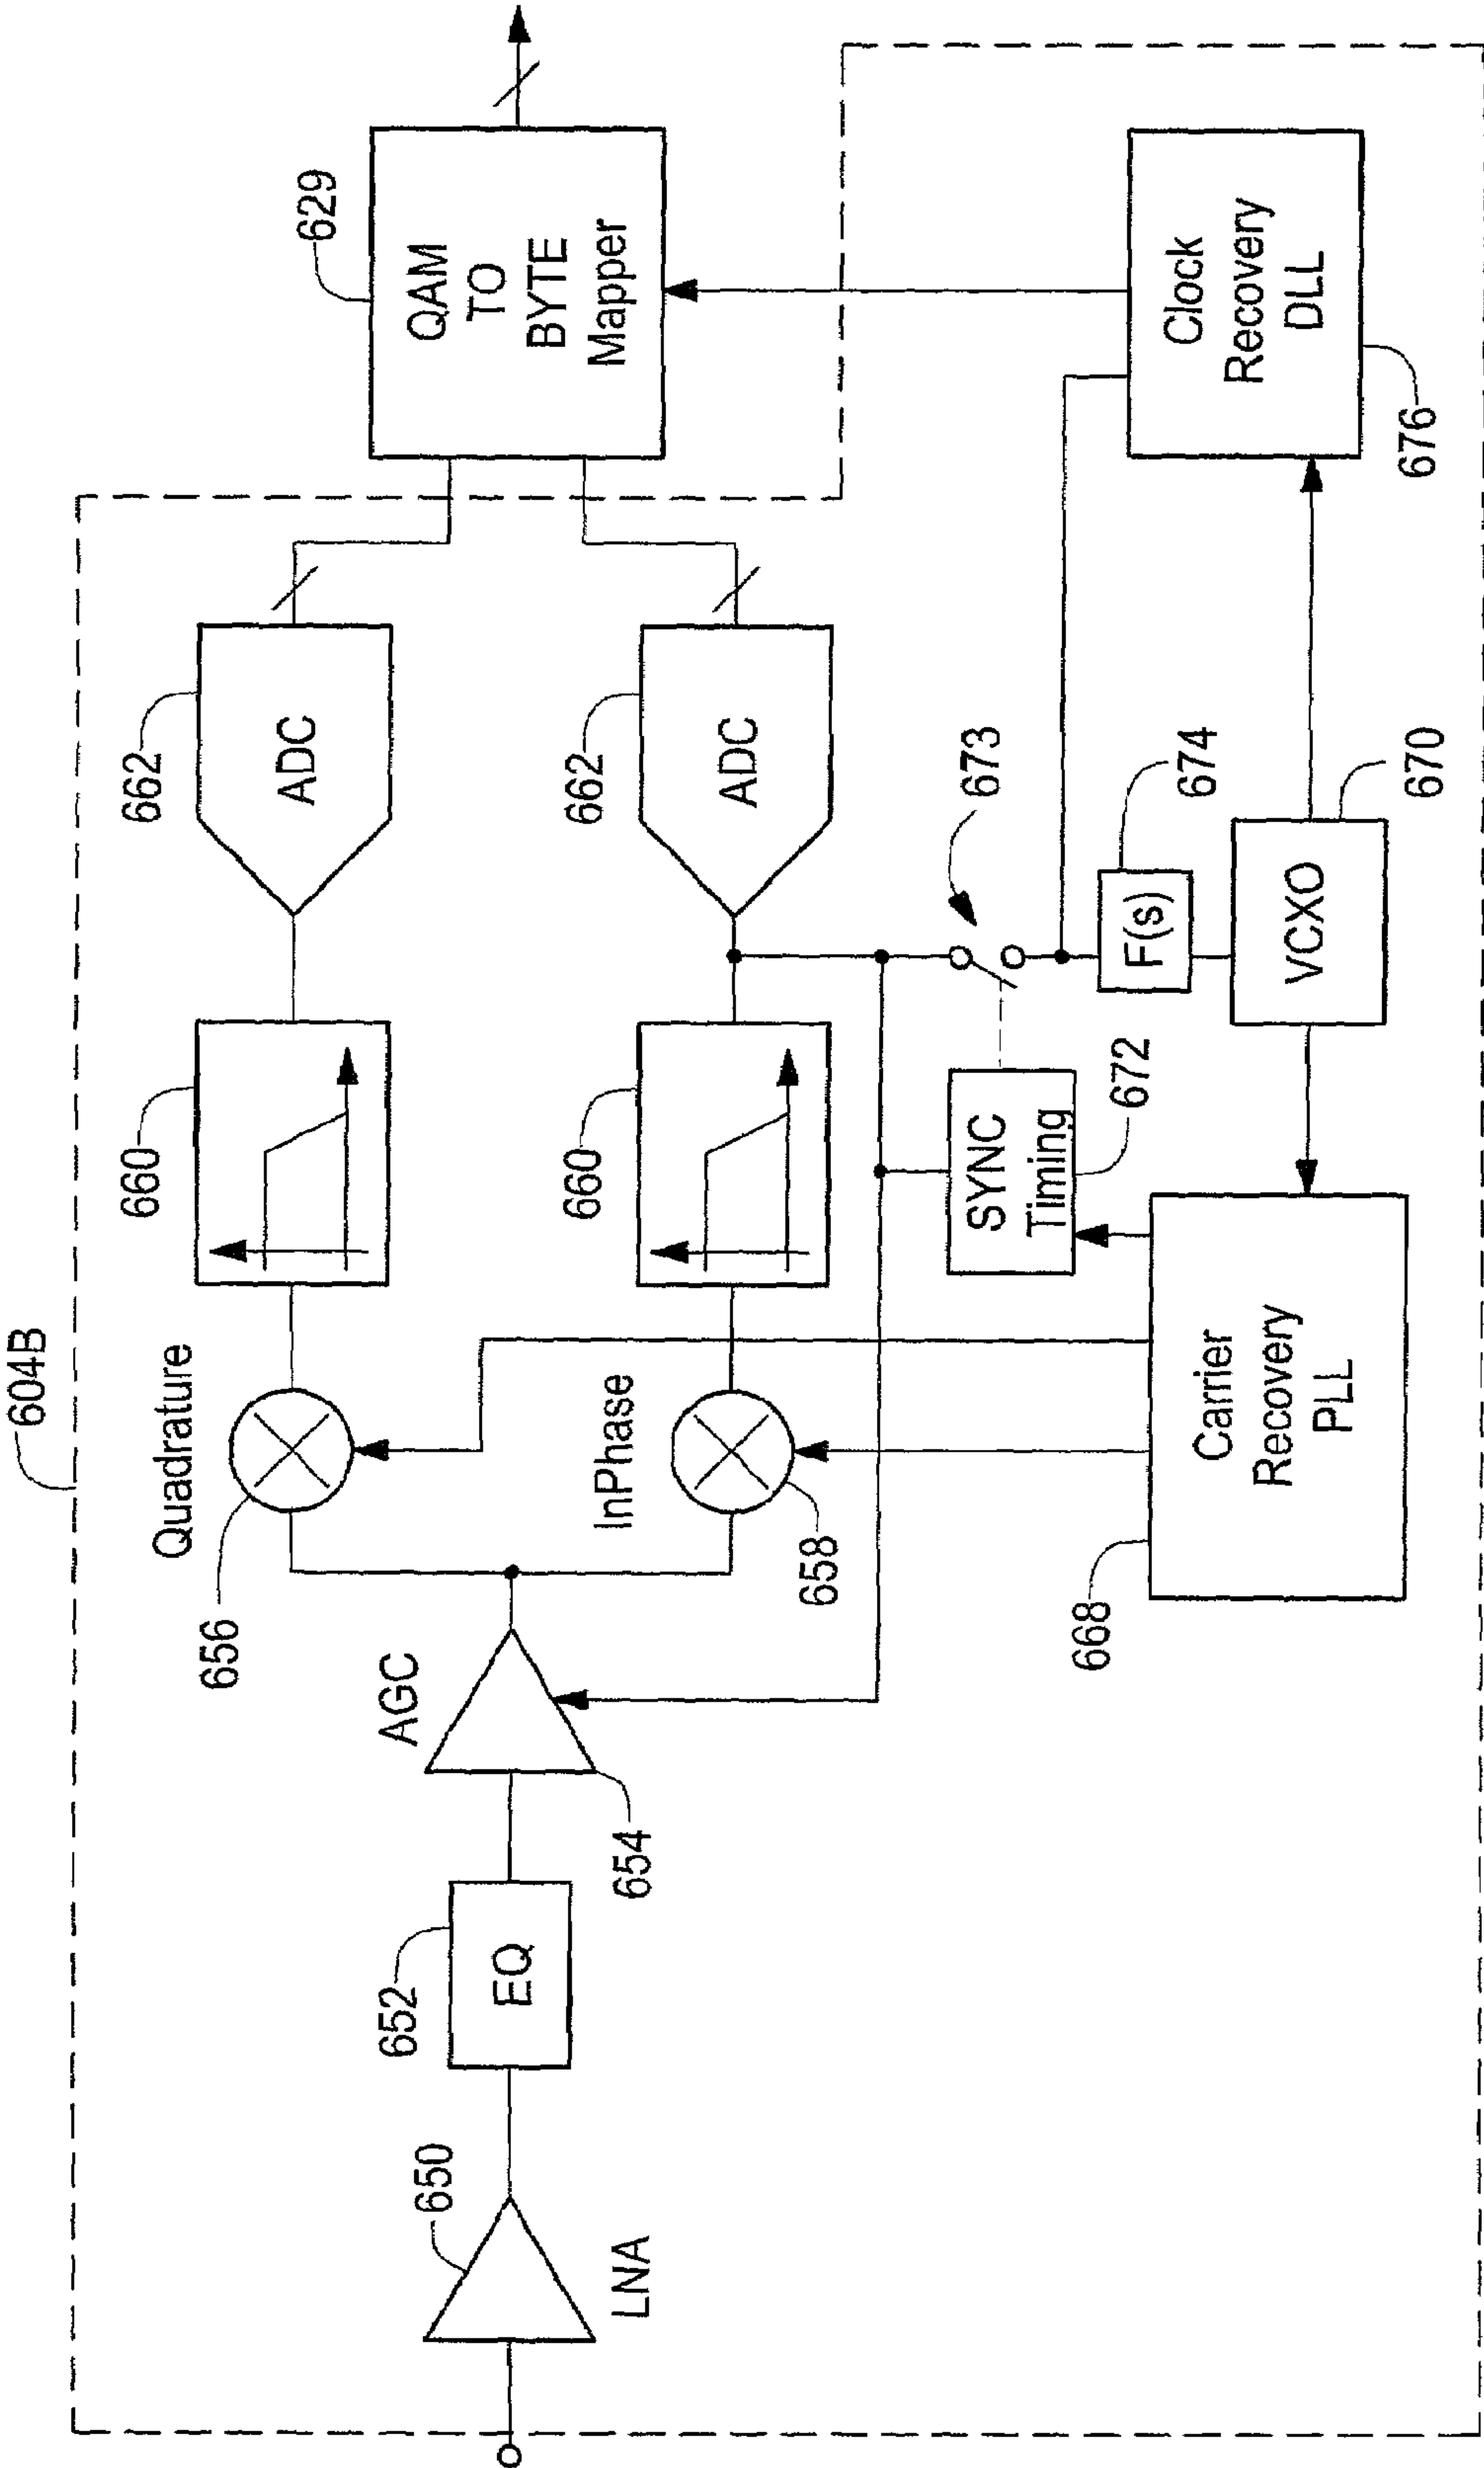 604B
Quadrature
656
660
662
ADC
629
QAM
TO
BYTE
Mapper
InPhase
658
660
662
ADC
650
LNA
652
EQ
AGC
654
673
SYNC
Timing
672
F(s)
674
668
Carrier
Recovery
PLL
VCXO
670
Clock
Recovery
DLL
676